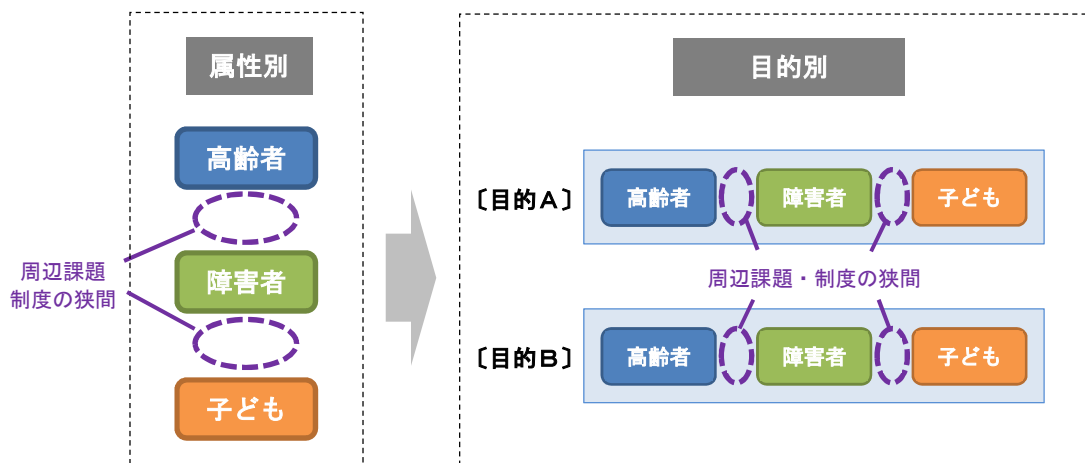 属性別
高齢者
周辺課題
制度の狭間
障害者
子ども
目的別
〔目的A〕
高齢者
障害者
子ども
周辺課題・制度の狭間
〔目的B〕
高齢者
障害者
子ども